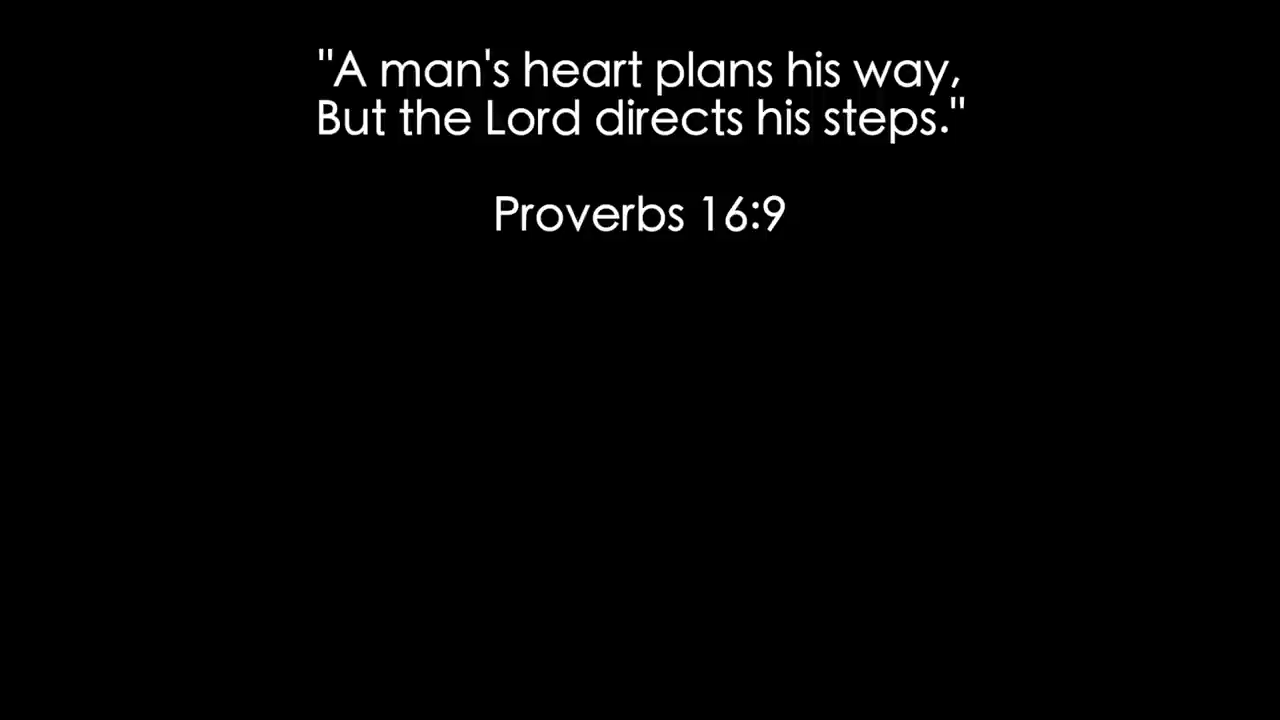 "A man's heart plans his way,
But the Lord directs his steps."
Proverbs 16:9